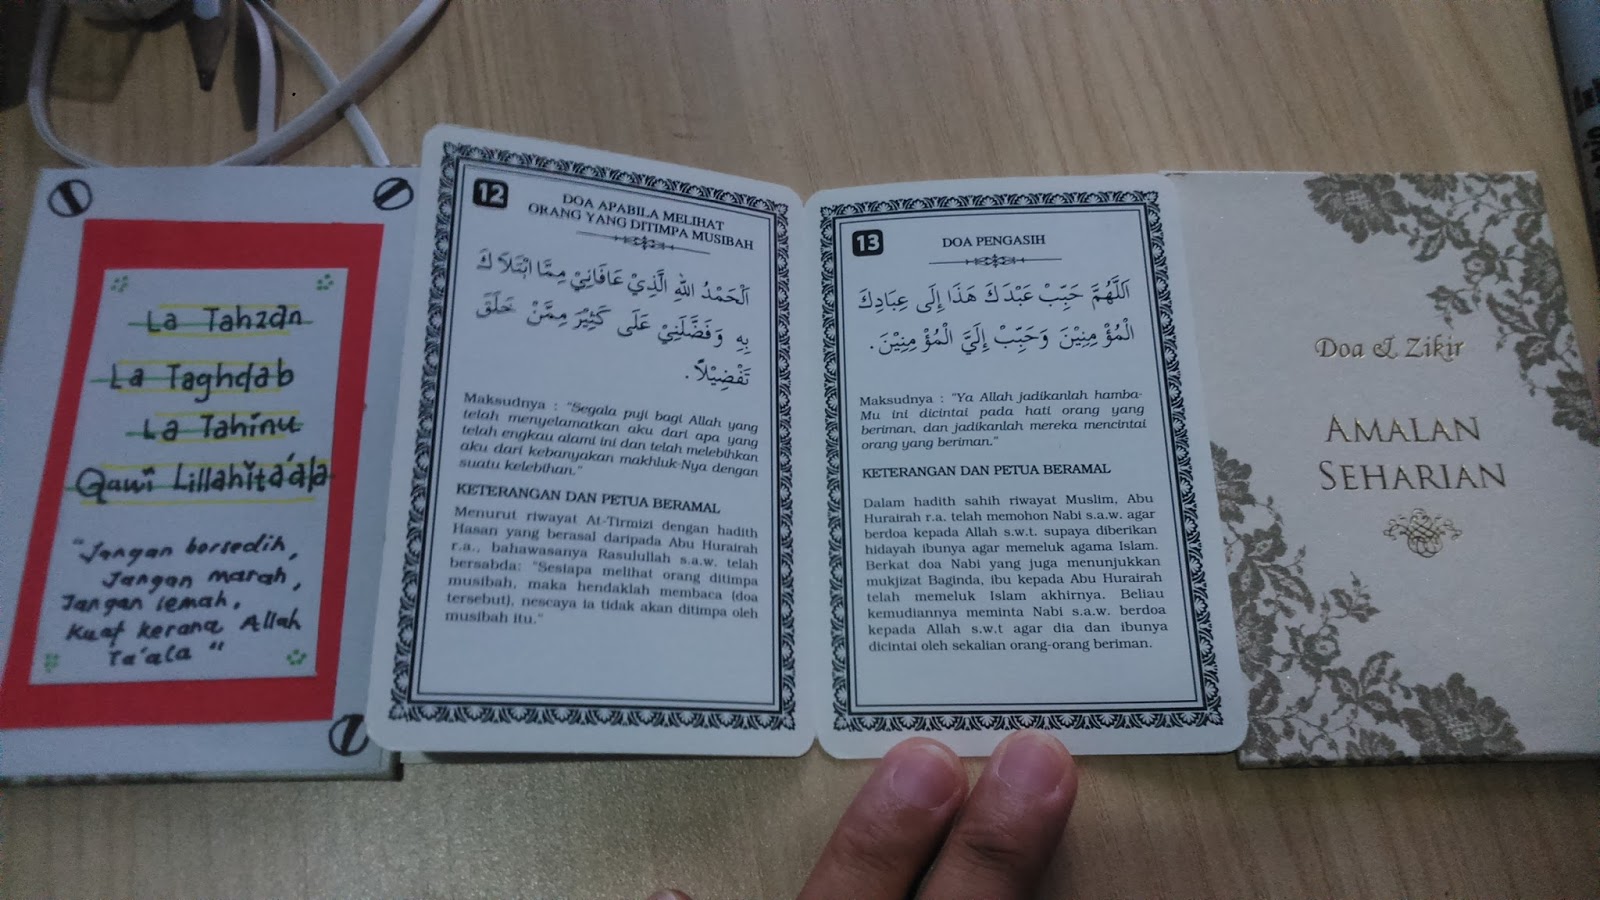 La Tahzan
La Taghdab
La Tahinu
Qawi Lillahita'ala
"Jangan bersedih,
Jangan marah,
Jangan lemah,
Kuat kerana Allah
Ta'ala"
12
DOA APABILA MELIHAT
ORANG YANG DITIMPA MUSIBAH
اَلْحَمْدُ اللهِ الَّذِيْ عَافَانِيْ مِمَّا ابْتَلاَ كَ
بِهِ وَفَضَّلَنِيْ عَلَى كَثِيْرٍ مِمَّنْ خَلَقَ
تَفْضِيْلاً.
Maksudnya : "Segala puji bagi Allah yang
telah menyelamatkan aku dari apa yang
telah engkau alami ini dan telah melebihkan
aku dari kebanyakan makhluk-Nya dengan
suatu kelebihan."
KETERANGAN DAN PETUA BERAMAL
Menurut riwayat At-Tirmizi dengan hadith
Hasan yang berasal daripada Abu Hurairah
r.a., bahawasanya Rasulullah s.a.w. telah
bersabda: "Sesiapa melihat orang ditimpa
musibah, maka hendaklah membaca (doa
tersebut), nescaya ia tidak akan ditimpa oleh
musibah itu."
13
DOA PENGASIH
اَللَّهُمَّ حَبِّبْ عَبْدَكَ هَذَا إِلَى عِبَادِكَ
الْمُؤْمِنِيْنَ وَحَبِّبْ إِلَيَّ الْمُؤْمِنِيْنَ.
Maksudnya : "Ya Allah jadikanlah hamba-
Mu ini dicintai pada hati orang yang
beriman, dan jadikanlah mereka mencintai
orang yang beriman."
KETERANGAN DAN PETUA BERAMAL
Dalam hadith sahih riwayat Muslim, Abu
Hurairah r.a. telah memohon Nabi s.a.w. agar
berdoa kepada Allah s.w.t. supaya diberikan
hidayah ibunya agar memeluk agama Islam.
Berkat doa Nabi yang juga menunjukkan
mukjizat Baginda, ibu kepada Abu Hurairah
telah memeluk Islam akhirnya. Beliau
kemudiannya meminta Nabi s.a.w. berdoa
kepada Allah s.w.t agar dia dan ibunya
dicintai oleh sekalian orang-orang beriman.
Doa & Zikir
AMALAN
SEHARIAN